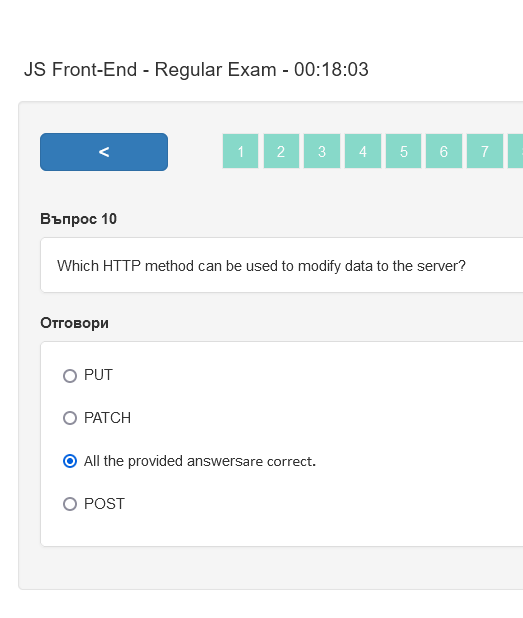 JS Front-End - Regular Exam - 00:18:03
< 1 2 3 4 5 6 7
Въпрос 10
Which HTTP method can be used to modify data to the server?
Отговори
PUT
PATCH
All the provided answersare correct.
POST